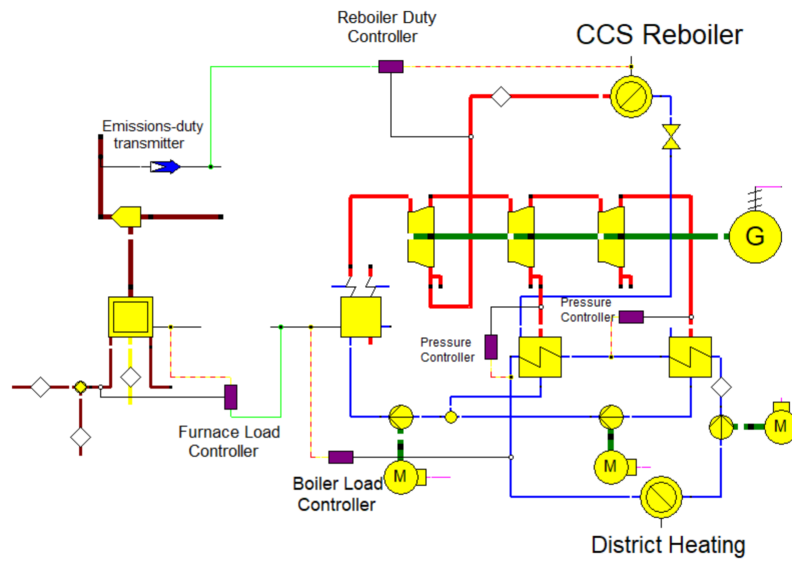 Reboiler Duty
Controller
CCS Reboiler
Emissions-duty
transmitter
G
Pressure
Controller
Pressure
Controller
Furnace Load
Controller
M
M
M
Boiler Load
Controller
District Heating